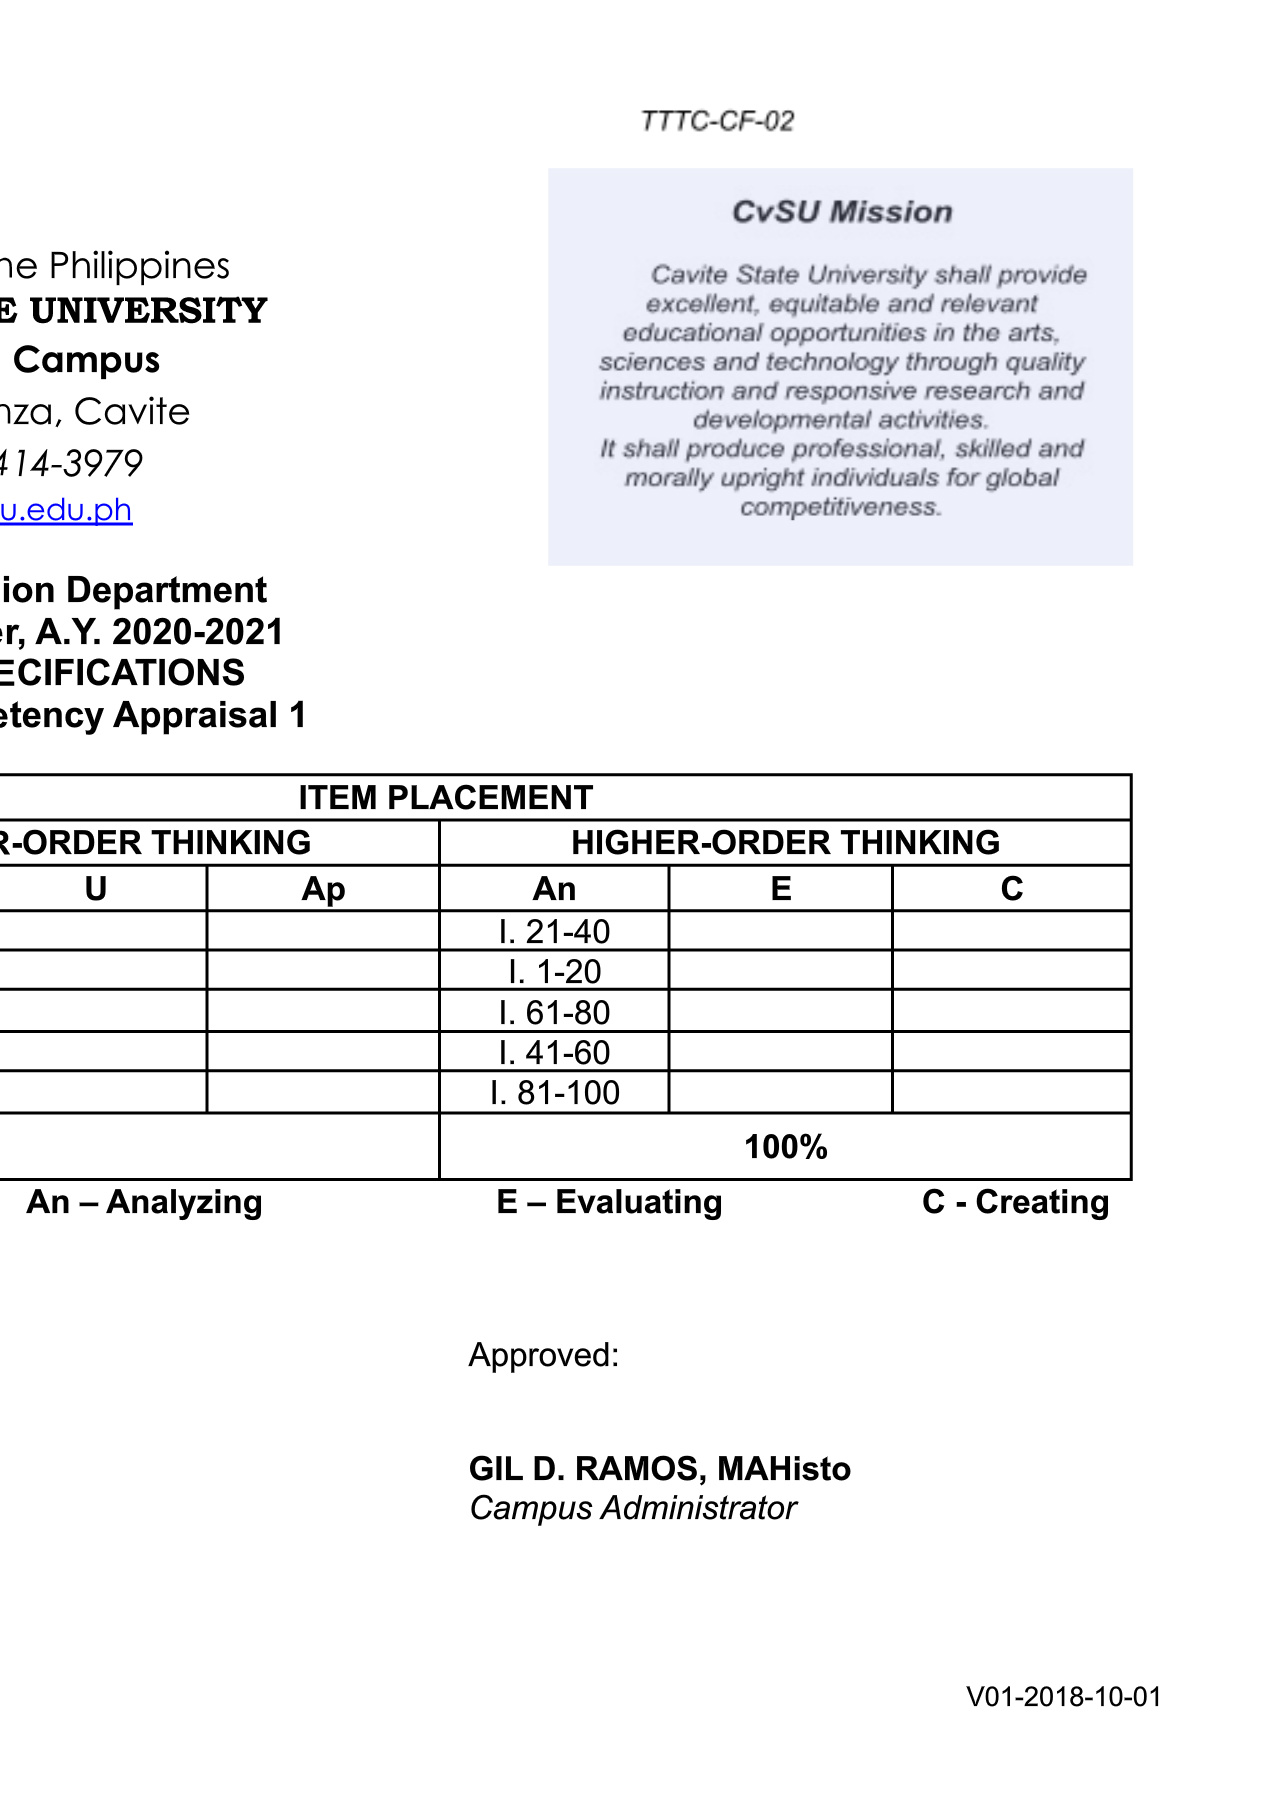 TTTC-CF-02
CvSU Mission
Cavite State University shall provide
excellent, equitable and relevant
educational opportunities in the arts,
sciences and technology through quality
instruction and responsive research and
developmental activities.
It shall produce professional, skilled and
morally upright individuals for global
competitiveness.
ne Philippines
E UNIVERSITY
Campus
nza, Cavite
414-3979
u.edu.ph
ion Department
er, A.Y. 2020-2021
ECIFICATIONS
etency Appraisal 1
ITEM PLACEMENT
R-ORDER THINKING HIGHER-ORDER THINKING
U Ap An E C
I. 21-40
I. 1-20
I. 61-80
I. 41-60
I. 81-100
100%
An – Analyzing E – Evaluating C - Creating
Approved:
GIL D. RAMOS, MAHisto
Campus Administrator
V01-2018-10-01